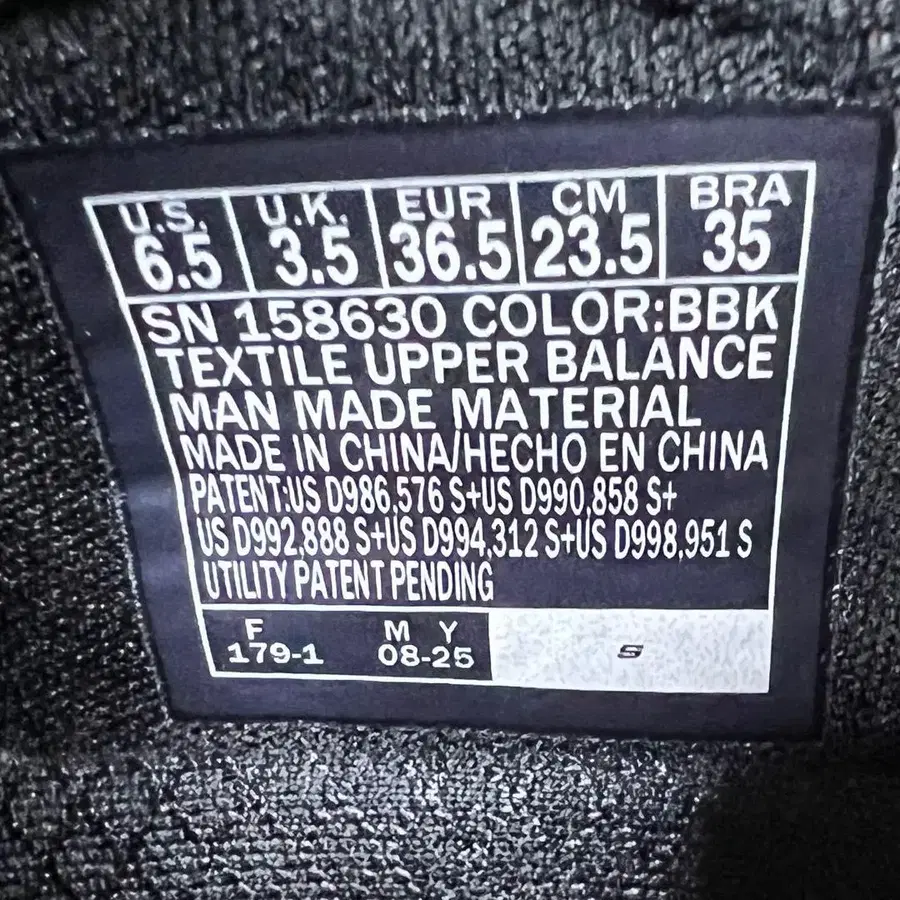 U.S. U.K. EUR CM BRA
6.5 3.5 36.5 23.5 35
SN 158630 COLOR:BBK
TEXTILE UPPER BALANCE
MAN MADE MATERIAL
MADE IN CHINA/HECHO EN CHINA
PATENT:US D986,576 S+US D990,858 S+
US D992,888 S+US D994,312 S+US D998,951 S
UTILITY PATENT PENDING
F M Y
179-1 08-25
S